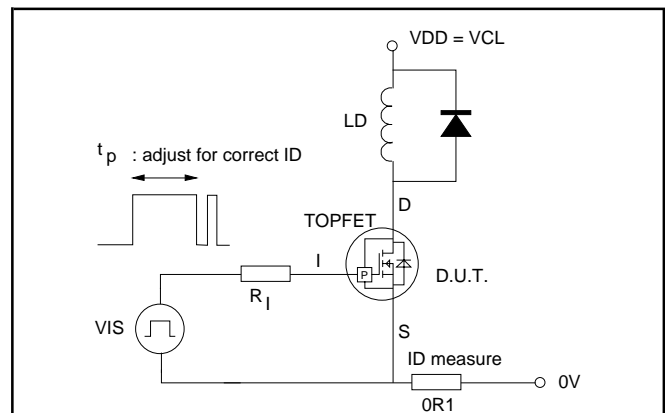 VDD = VCL
LD
t p : adjust for correct ID
D
TOPFET
I
P
D.U.T.
R I
VIS
S
ID measure
0V
0R1